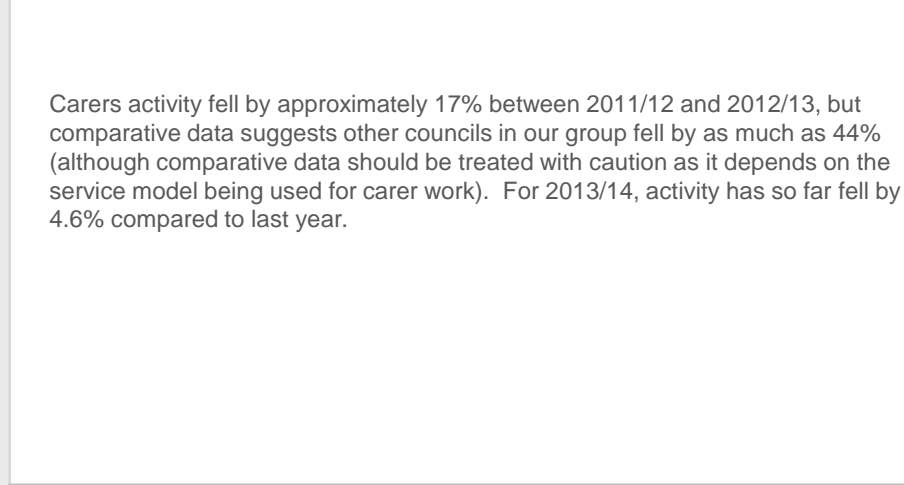 Carers activity fell by approximately 17% between 2011/12 and 2012/13, but
comparative data suggests other councils in our group fell by as much as 44%
(although comparative data should be treated with caution as it depends on the
service model being used for carer work).  For 2013/14, activity has so far fell by
4.6% compared to last year.